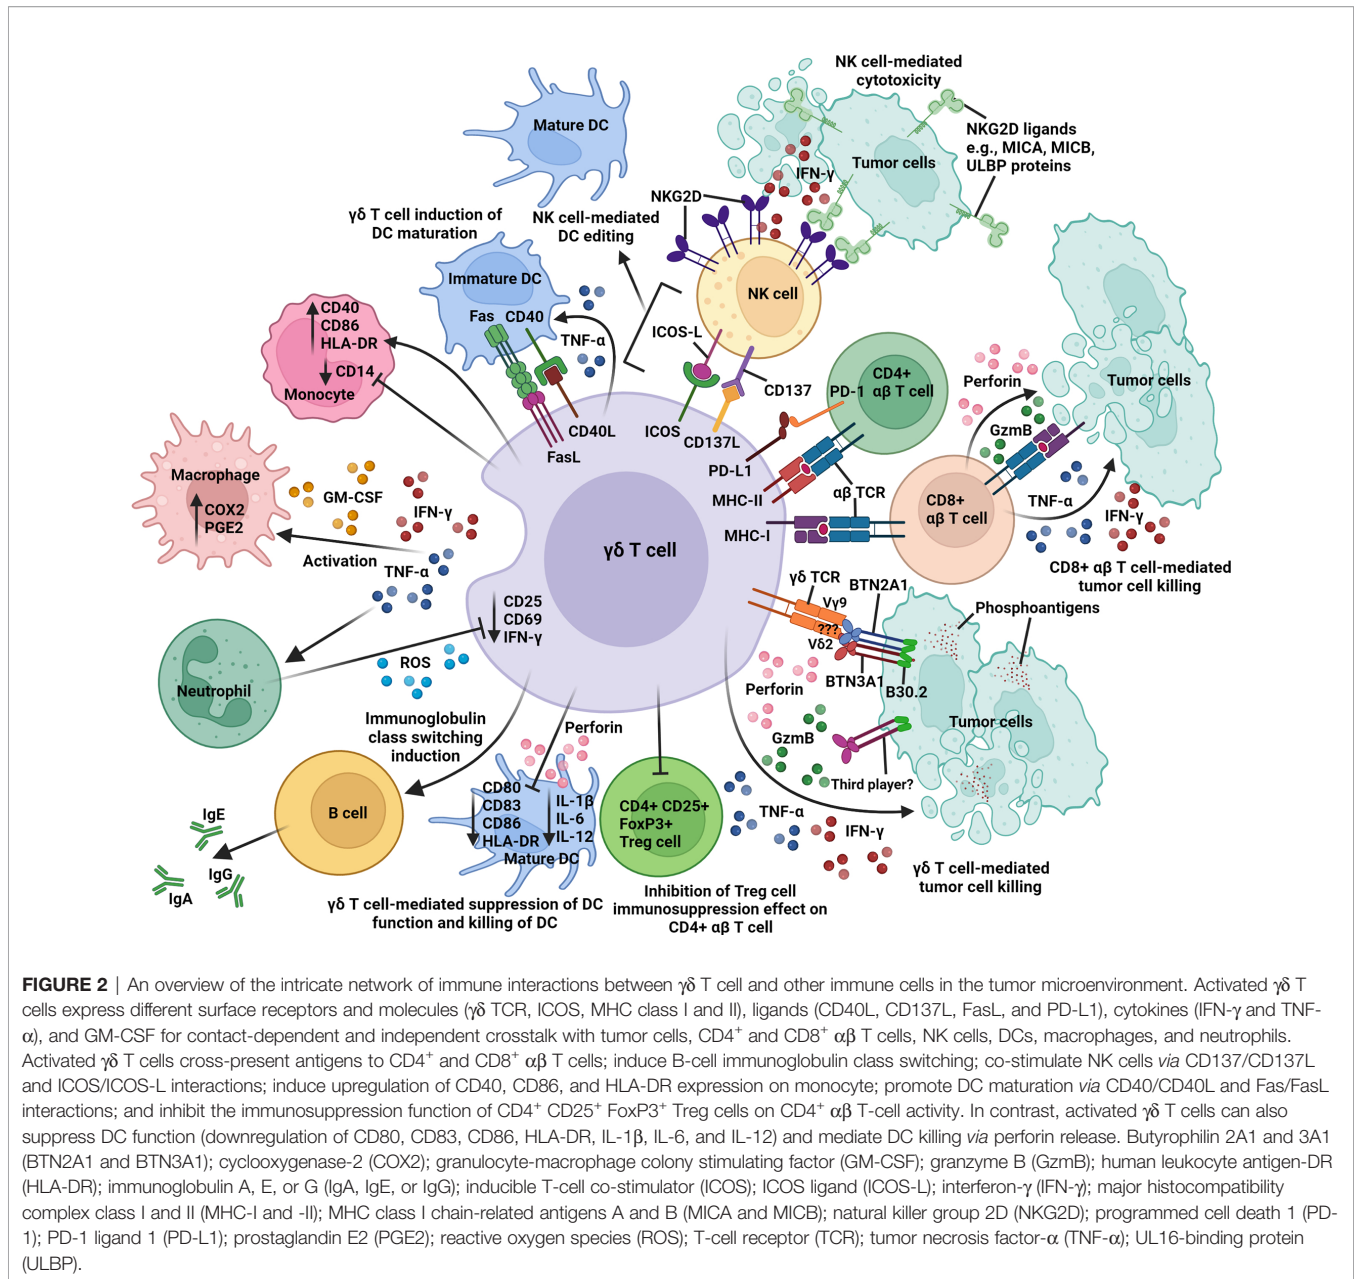 NK cell-mediated
cytotoxicity
Mature DC
NKG2D ligands
e.g., MICA, MICB,
ULBP proteins
Tumor cells
IFN-γ
NKG2D
γδ T cell induction of
DC maturation
NK cell-mediated
DC editing
Immature DC
NK cell
Fas
CD40
TNF-α
ICOS-L
CD40
CD86
HLA-DR
CD14
Monocyte
CD137
PD-1
CD4+
αβ T cell
Perforin
Tumor cells
GzmB
CD40L
FasL
ICOS
CD137L
PD-L1
MHC-II
αβ TCR
MHC-I
CD8+
αβ T cell
TNF-α
IFN-γ
CD8+ αβ T cell-mediated
tumor cell killing
Macrophage
COX2
PGE2
GM-CSF
IFN-γ
Activation
TNF-α
γδ T cell
γδ TCR
BTN2A1
Vγ9
???
Vδ2
BTN3A1
B30.2
Phosphoantigens
CD25
CD69
IFN-γ
ROS
Neutrophil
Perforin
GzmB
Tumor cells
Third player?
Immunoglobulin
class switching
induction
Perforin
B cell
CD80
CD83
CD86
HLA-DR
IL-1β
IL-6
IL-12
Mature DC
CD4+ CD25+
FoxP3+
Treg cell
TNF-α
IFN-γ
IgE
IgG
IgA
γδ T cell-mediated
tumor cell killing
γδ T cell-mediated suppression of DC
function and killing of DC
Inhibition of Treg cell
immunosuppression effect on
CD4+ αβ T cell
FIGURE 2 | An overview of the intricate network of immune interactions between γδ T cell and other immune cells in the tumor microenvironment. Activated γδ T
cells express different surface receptors and molecules (γδ TCR, ICOS, MHC class I and II), ligands (CD40L, CD137L, FasL, and PD-L1), cytokines (IFN-γ and TNF-
α), and GM-CSF for contact-dependent and independent crosstalk with tumor cells, CD4⁺ and CD8⁺ αβ T cells, NK cells, DCs, macrophages, and neutrophils.
Activated γδ T cells cross-present antigens to CD4⁺ and CD8⁺ αβ T cells; induce B-cell immunoglobulin class switching; co-stimulate NK cells via CD137/CD137L
and ICOS/ICOS-L interactions; induce upregulation of CD40, CD86, and HLA-DR expression on monocyte; promote DC maturation via CD40/CD40L and Fas/FasL
interactions; and inhibit the immunosuppression function of CD4⁺ CD25⁺ FoxP3⁺ Treg cells on CD4⁺ αβ T-cell activity. In contrast, activated γδ T cells can also
suppress DC function (downregulation of CD80, CD83, CD86, HLA-DR, IL-1β, IL-6, and IL-12) and mediate DC killing via perforin release. Butyrophilin 2A1 and 3A1
(BTN2A1 and BTN3A1); cyclooxygenase-2 (COX2); granulocyte-macrophage colony stimulating factor (GM-CSF); granzyme B (GzmB); human leukocyte antigen-DR
(HLA-DR); immunoglobulin A, E, or G (IgA, IgE, or IgG); inducible T-cell co-stimulator (ICOS); ICOS ligand (ICOS-L); interferon-γ (IFN-γ); major histocompatibility
complex class I and II (MHC-I and -II); MHC class I chain-related antigens A and B (MICA and MICB); natural killer group 2D (NKG2D); programmed cell death 1 (PD-
1); PD-1 ligand 1 (PD-L1); prostaglandin E2 (PGE2); reactive oxygen species (ROS); T-cell receptor (TCR); tumor necrosis factor-α (TNF-α); UL16-binding protein
(ULBP).